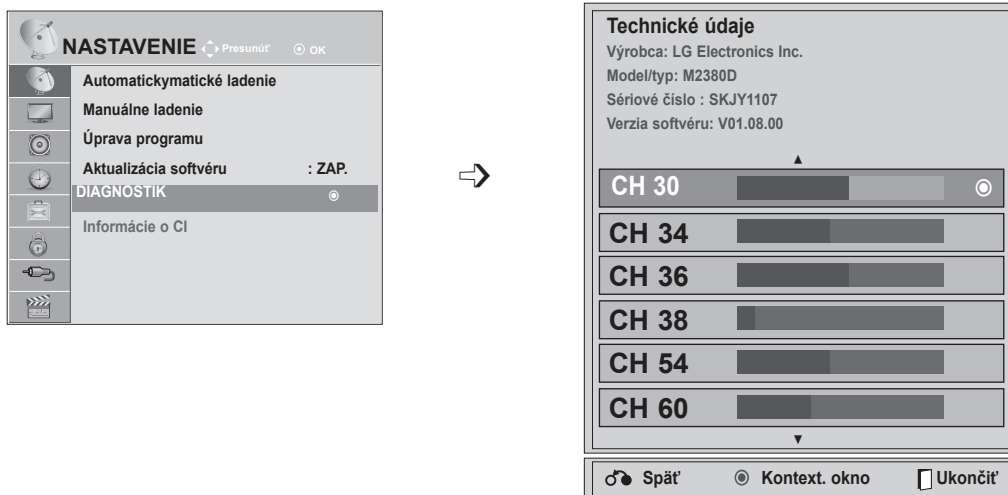 NASTAVENIE Presunúť OK
Automatickymatické ladenie
Manuálne ladenie
Úprava programu
Aktualizácia softvéru : ZAP.
DIAGNOSTIK
Informácie o CI
Technické údaje
Výrobca: LG Electronics Inc.
Model/typ: M2380D
Sériové číslo : SKJY1107
Verzia softvéru: V01.08.00
CH 30
CH 34
CH 36
CH 38
CH 54
CH 60
Späť Kontext. okno Ukončiť